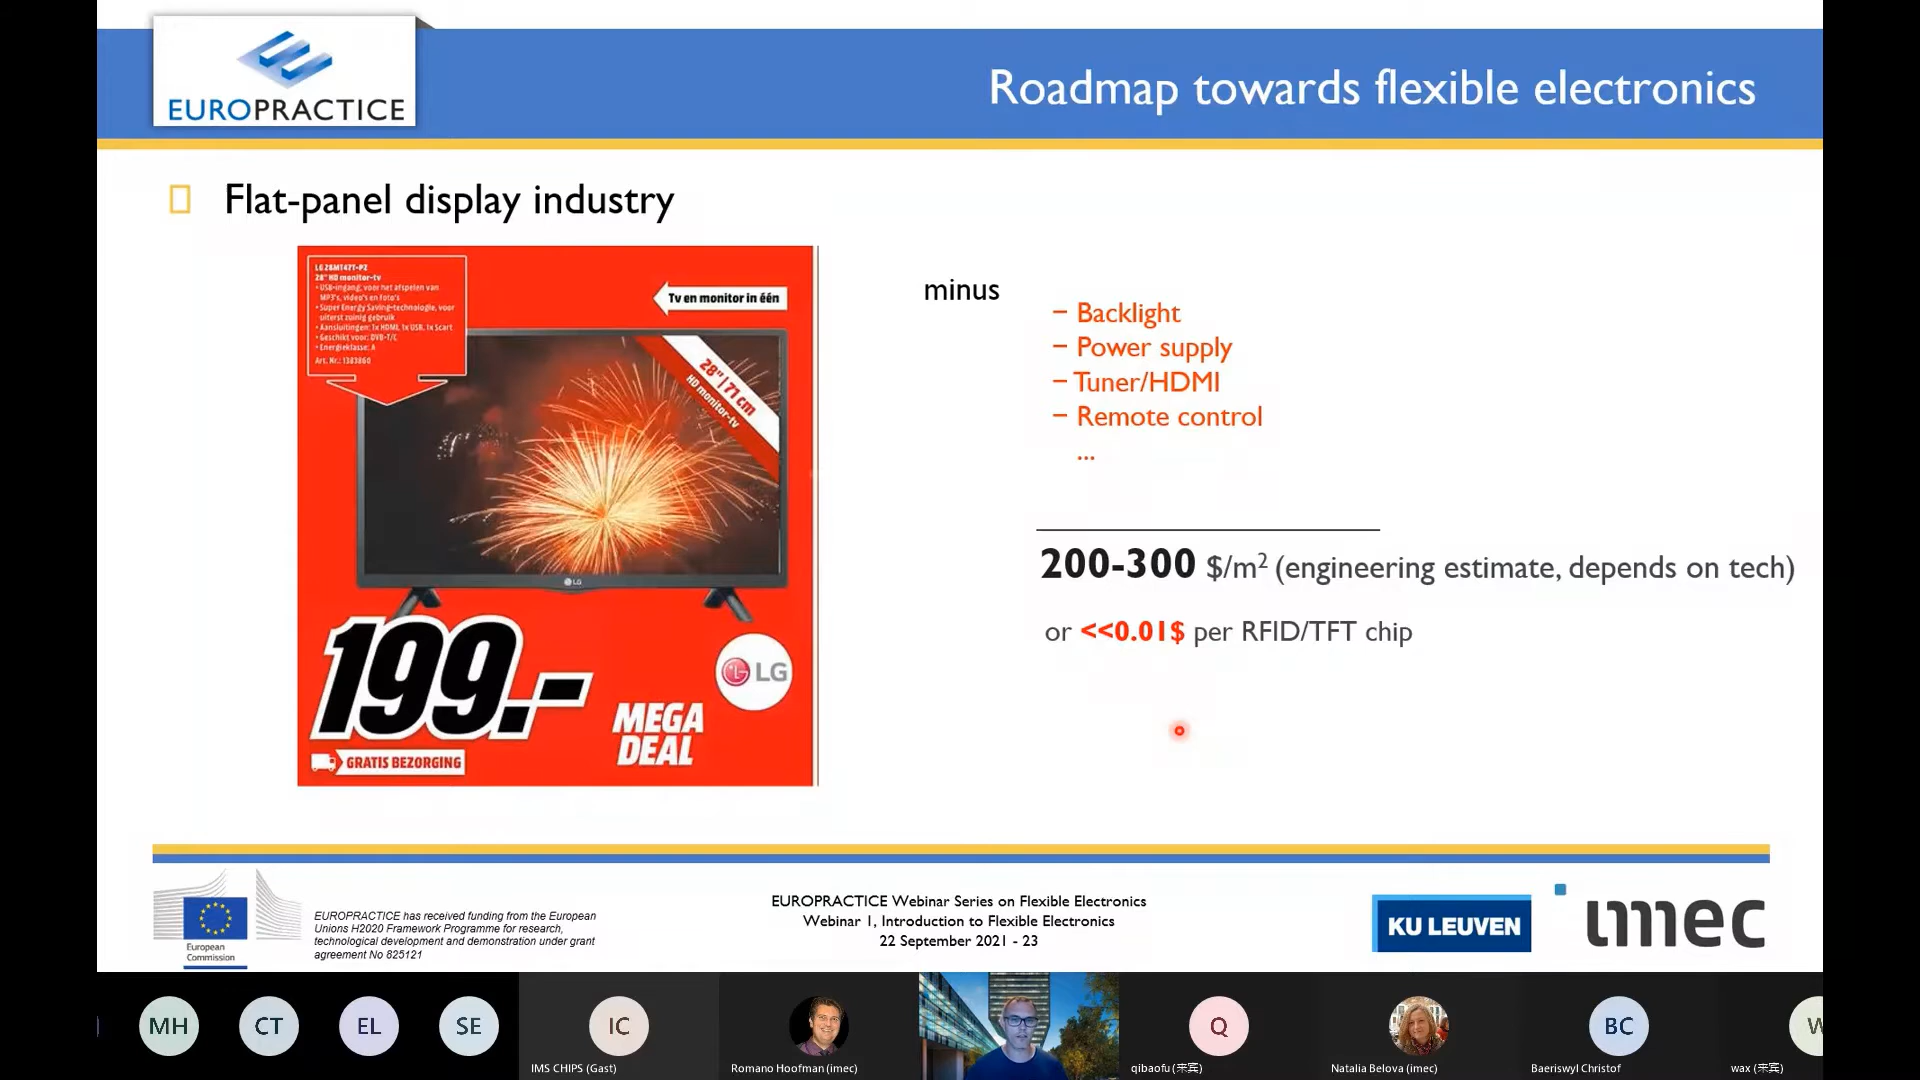 EUROPRACTICE
Roadmap towards flexible electronics
Flat-panel display industry
LG 28MT47T-PZ
28" HD monitor-tv
• USB-ingang, voor het afspelen van
MP3's, video's en foto's
• Super Energy Saving-technologie, voor
uiterst zuinig gebruik
• Aansluitingen: 1x HDMI, 1x USB, 1x Scart
• Geschikt voor: DVB-T/C
• Energieklasse: A
Art. Nr.: 1383860
Tv en monitor in één
28" | 71 cm
HD monitor-tv
LG
199.-
LG
MEGA
DEAL
GRATIS BEZORGING
minus
– Backlight
– Power supply
– Tuner/HDMI
– Remote control
...
200-300 $/m² (engineering estimate, depends on tech)
or <<0.01$ per RFID/TFT chip
European
Commission
EUROPRACTICE has received funding from the European
Unions H2020 Framework Programme for research,
technological development and demonstration under grant
agreement No 825121
EUROPRACTICE Webinar Series on Flexible Electronics
Webinar 1, Introduction to Flexible Electronics
22 September 2021 - 23
KU LEUVEN
imec
MH
CT
EL
SE
IC
Q
BC
W
IMS CHIPS (Gast)
Romano Hoofman (imec)
qibaofu (来宾)
Natalia Belova (imec)
Baeriswyl Christof
wax (来宾)